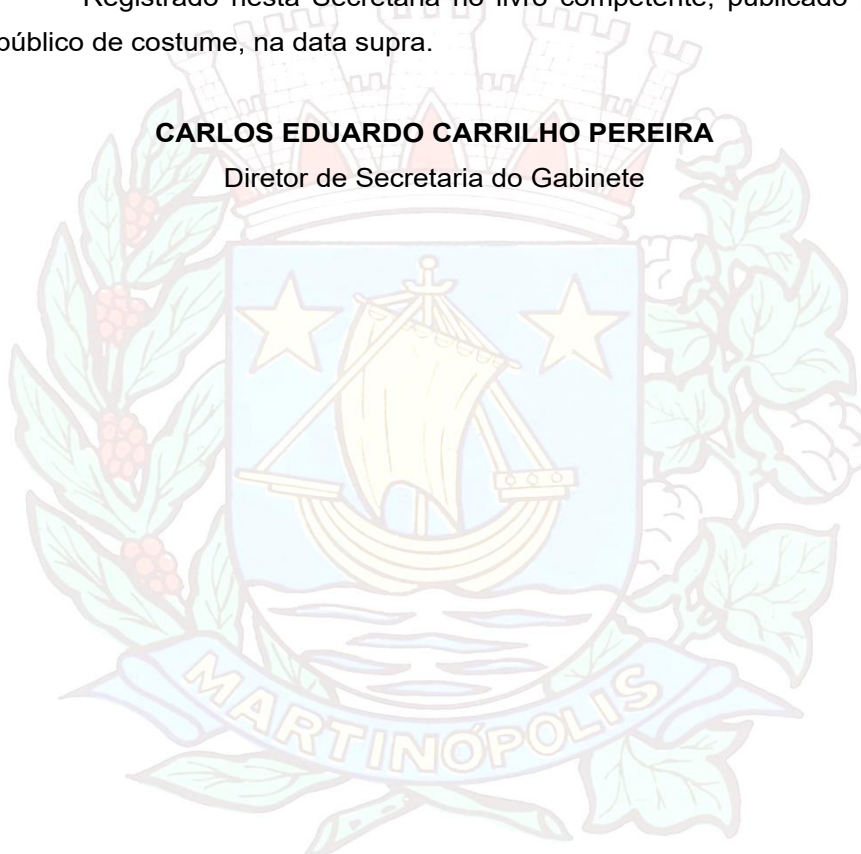 Registrado nesta Secretaria no livro competente, publicado
público de costume, na data supra.
CARLOS EDUARDO CARRILHO PEREIRA
Diretor de Secretaria do Gabinete
MARTINÓPOLIS